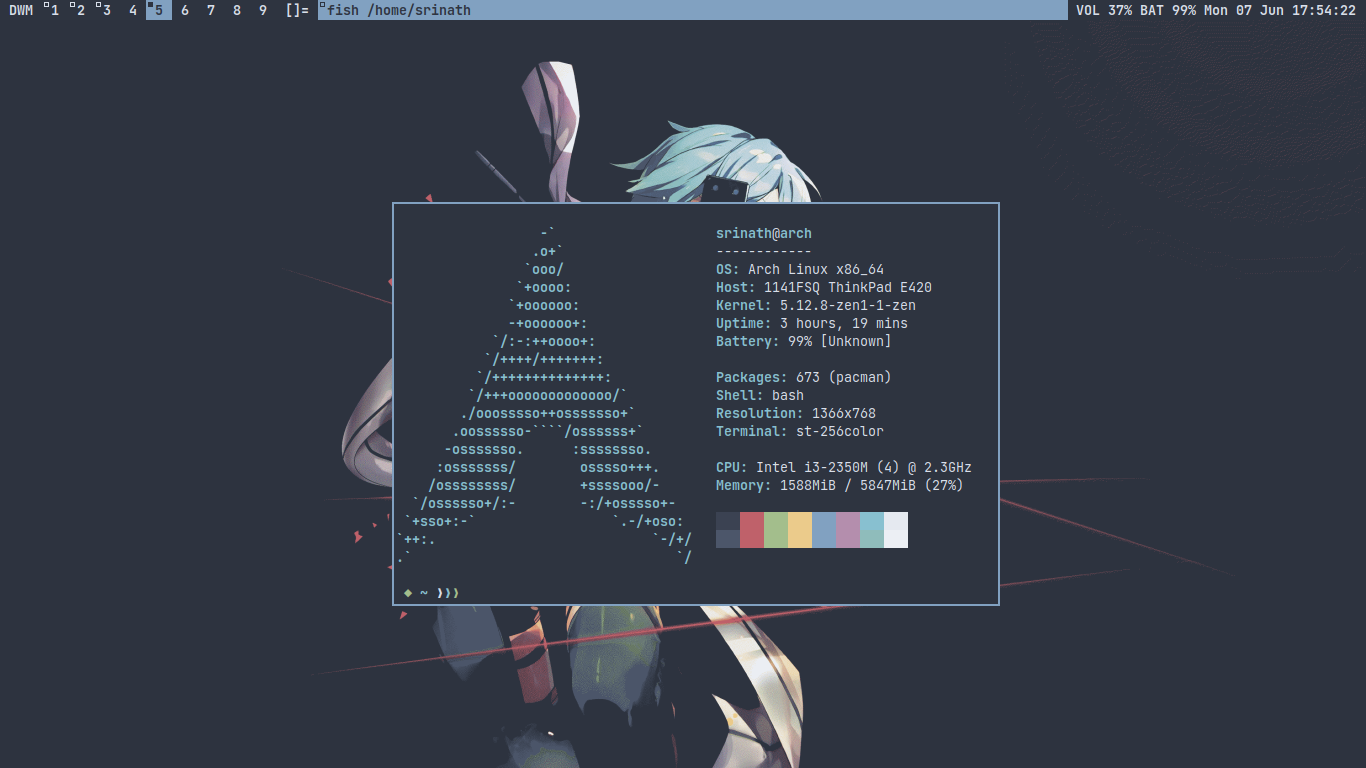 DWM 1 2 3 4 5 6 7 8 9 []= fish /home/srinath VOL 37% BAT 99% Mon 07 Jun 17:54:22
                  -`
                 .o+`
                `ooo/
               `+oooo:
              `+oooooo:
              -+oooooo+:
            `/:-:++oooo+:
           `/++++/+++++++:
          `/++++++++++++++:
         `/+++ooooooooooooo/`
        ./ooosssso++osssssso+`
       .oossssso-````/ossssss+`
      -osssssso.      :ssssssso.
     :osssssss/        osssso+++.
    /ossssssss/        +ssssooo/-
  `/ossssso+/:-        -:/+osssso+-
 `+sso+:-`                 `.-/+oso:
`++:.                           `-/+/
.`                                 `/
srinath@arch
------------
OS: Arch Linux x86_64
Host: 1141FSQ ThinkPad E420
Kernel: 5.12.8-zen1-1-zen
Uptime: 3 hours, 19 mins
Battery: 99% [Unknown]
Packages: 673 (pacman)
Shell: bash
Resolution: 1366x768
Terminal: st-256color
CPU: Intel i3-2350M (4) @ 2.3GHz
Memory: 1588MiB / 5847MiB (27%)
◆ ~ ❫❫❫